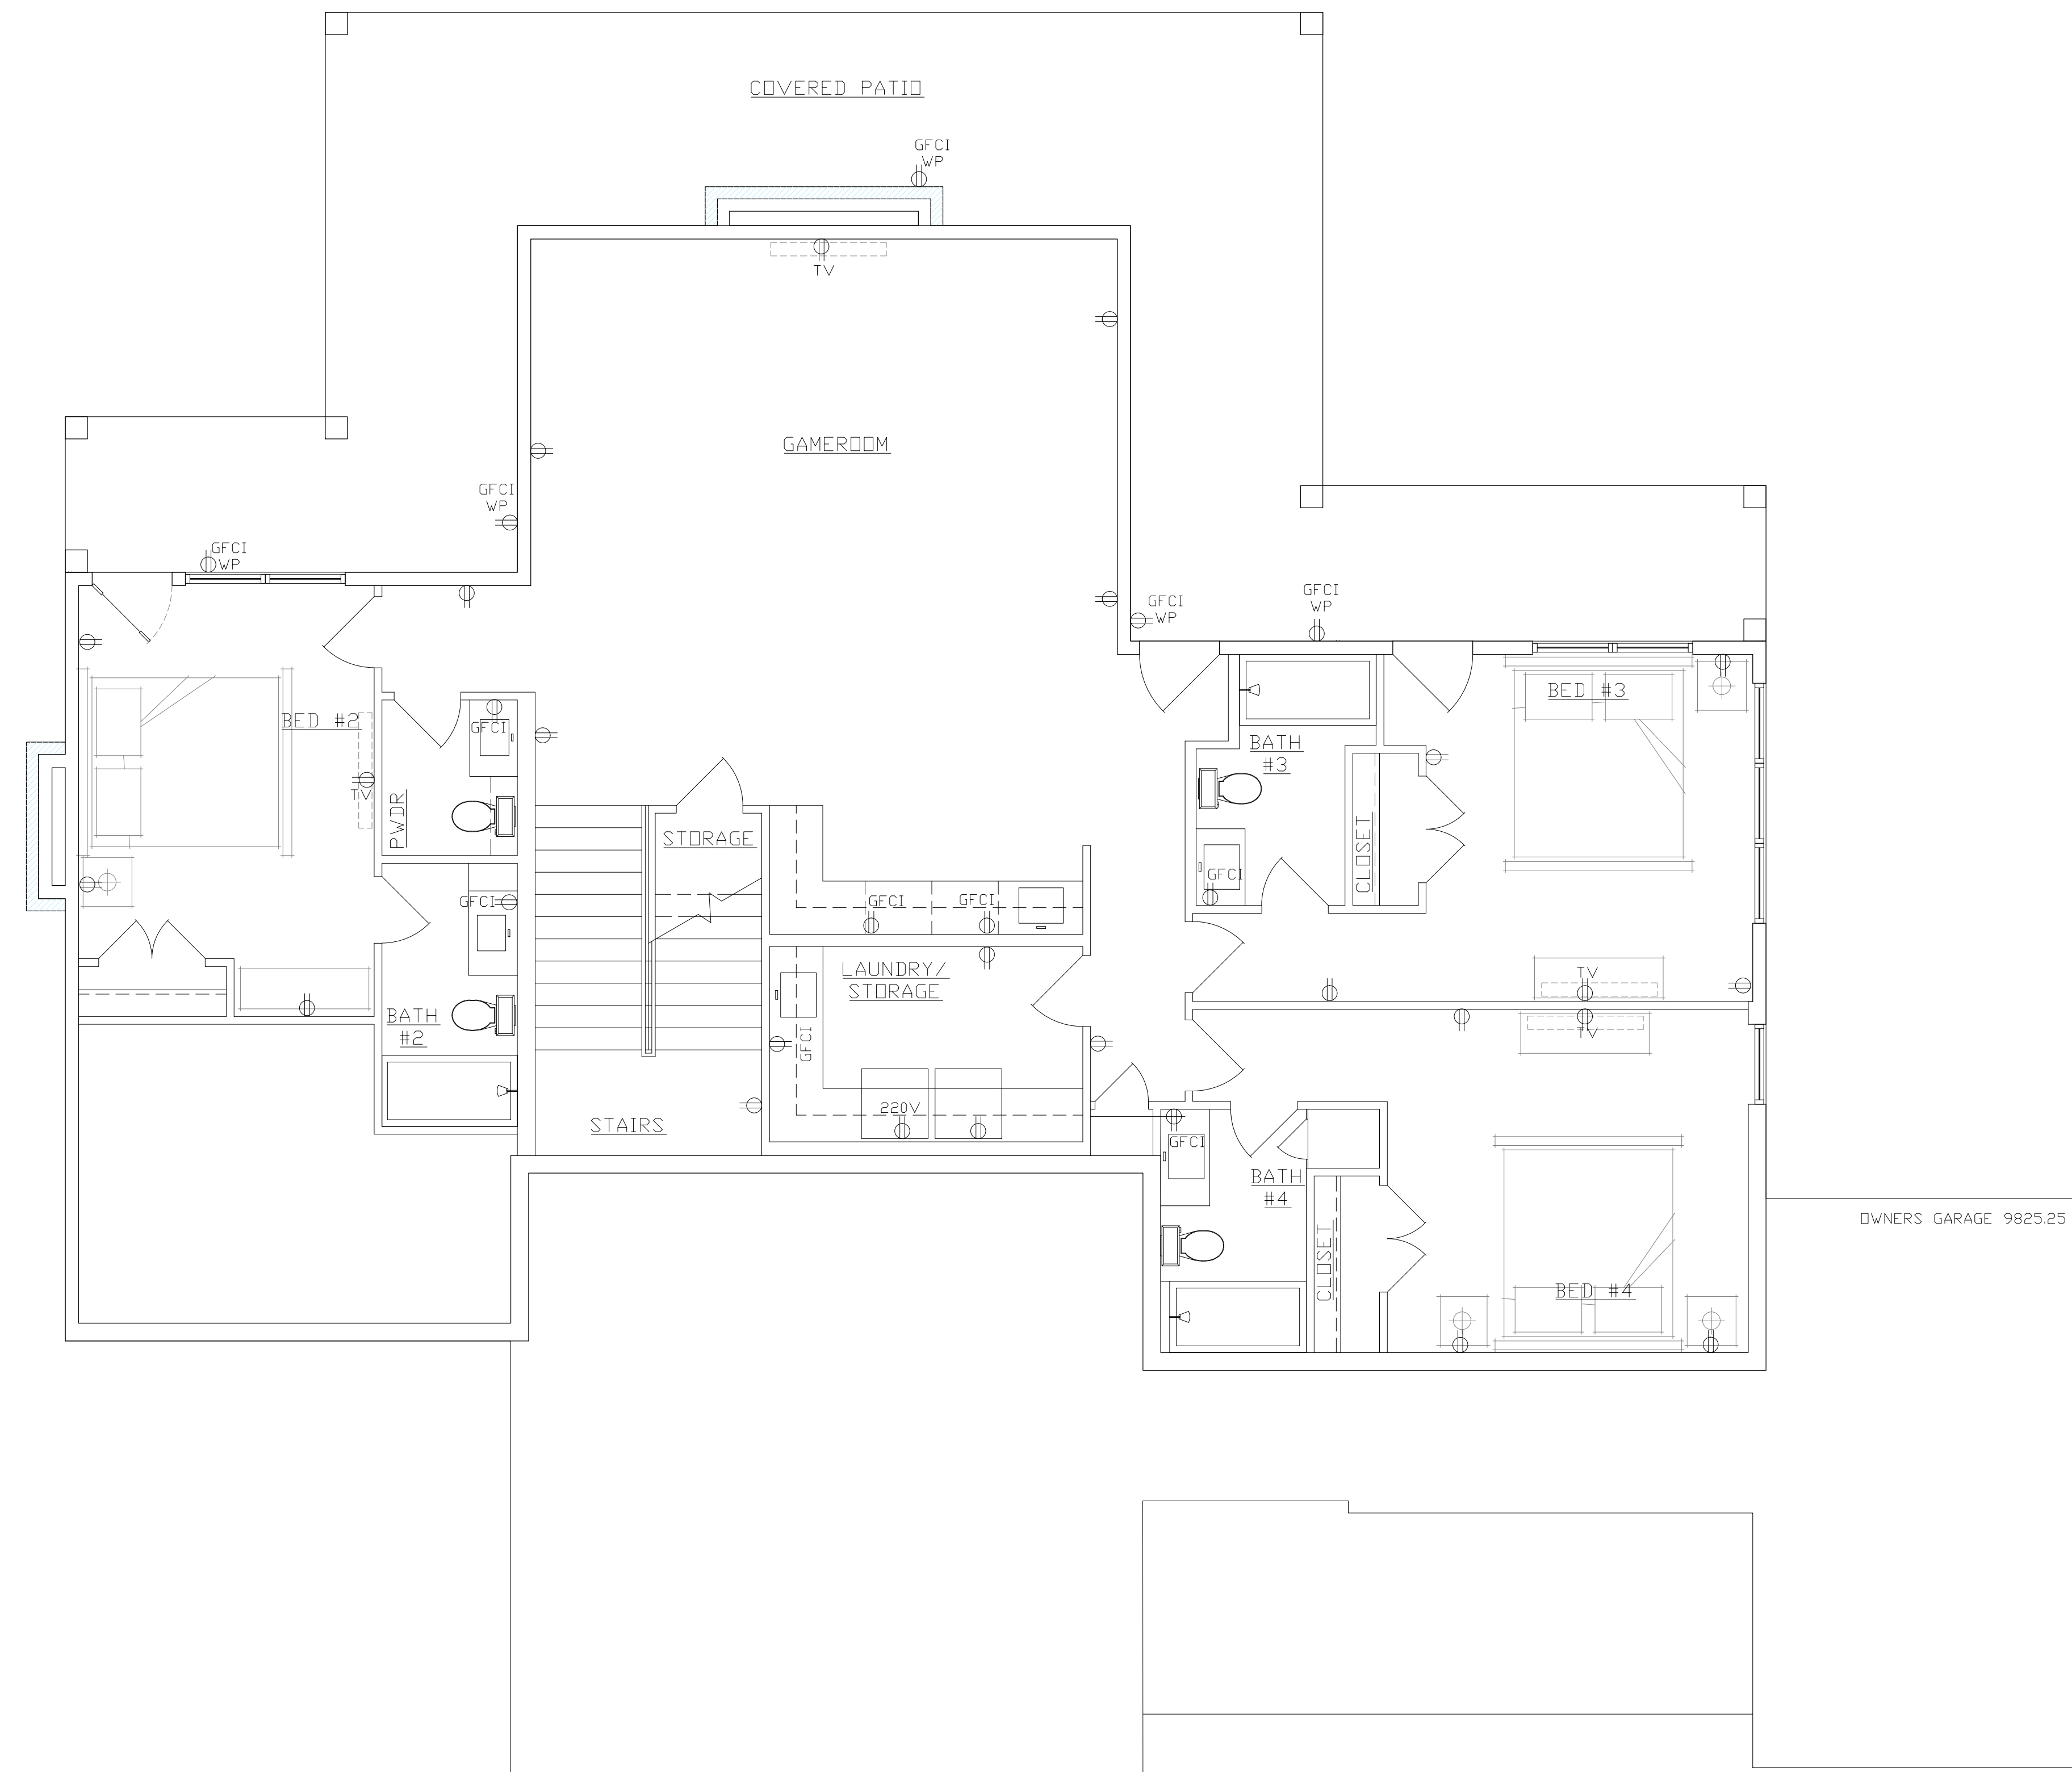 COVERED PATIO
GFCI
WP
TV
GAMEROOM
GFCI
WP
GFCI
WP
GFCI
WP
GFCI
WP
BED #2
TV
PWDR
GFCI
BED #3
BATH
#3
GFCI
CLOSET
STORAGE
GFCI
GFCI
GFCI
LAUNDRY/
STORAGE
GFCI
TV
TV
BATH
#2
STAIRS
220V
GFCI
BATH
#4
CLOSET
BED #4
OWNERS GARAGE 9825.25